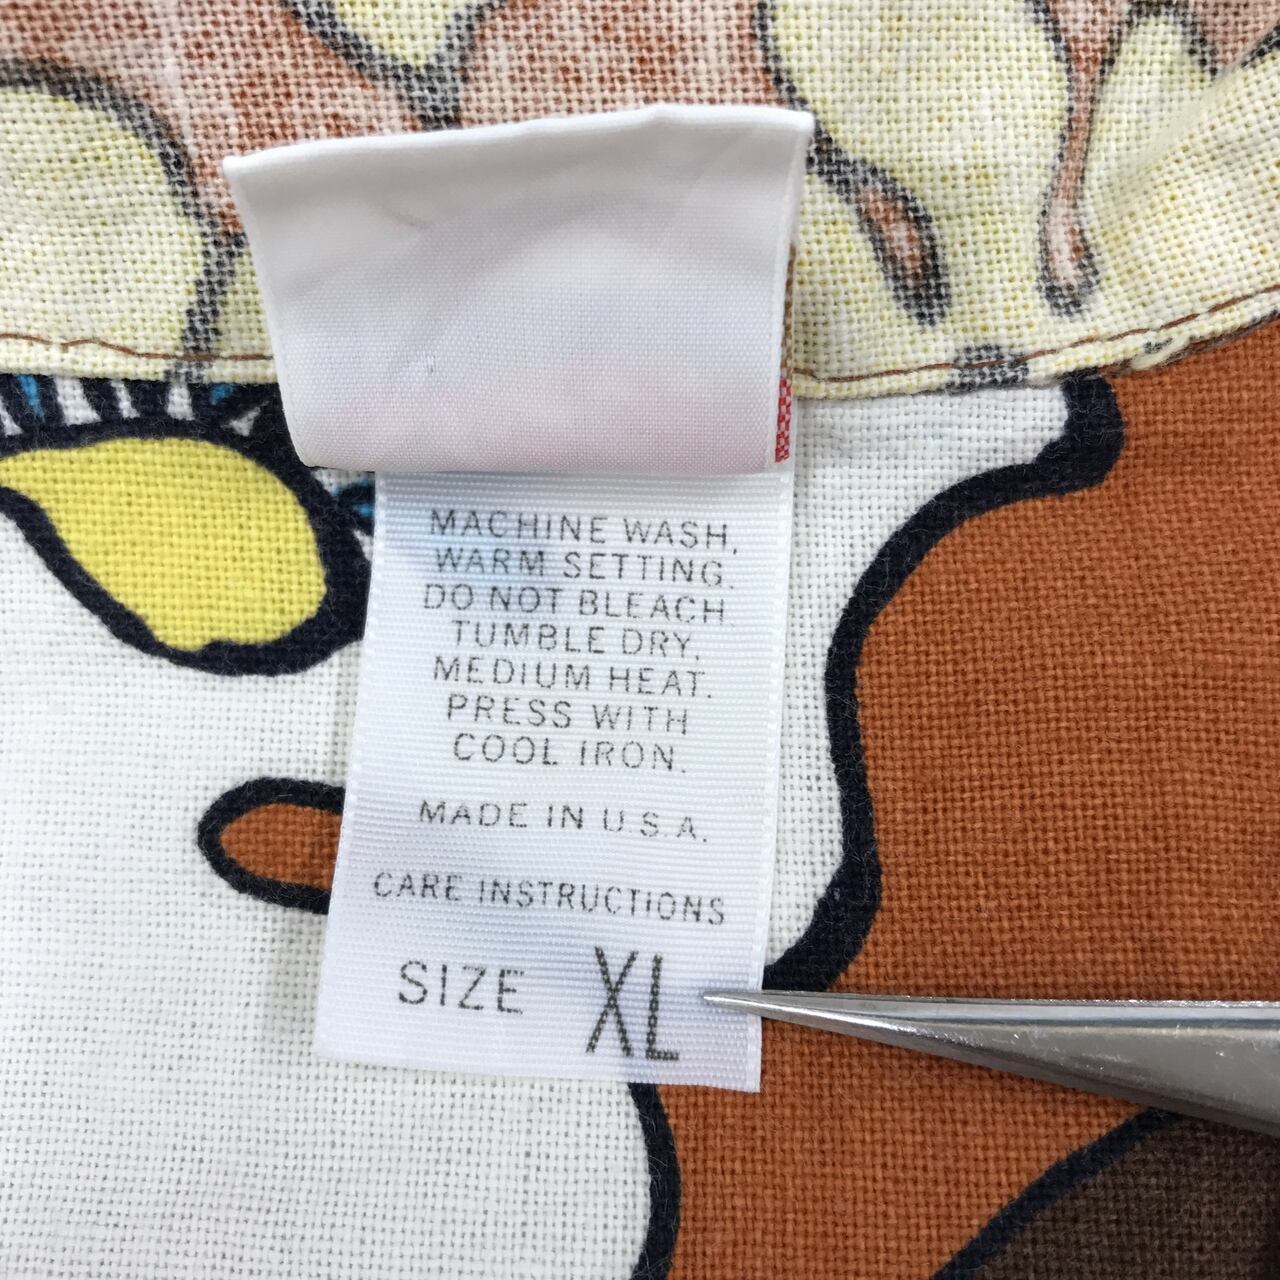 MACHINE WASH,
WARM SETTING.
DO NOT BLEACH.
TUMBLE DRY,
MEDIUM HEAT.
PRESS WITH
COOL IRON.
MADE IN U.S.A.
CARE INSTRUCTIONS
SIZE XL